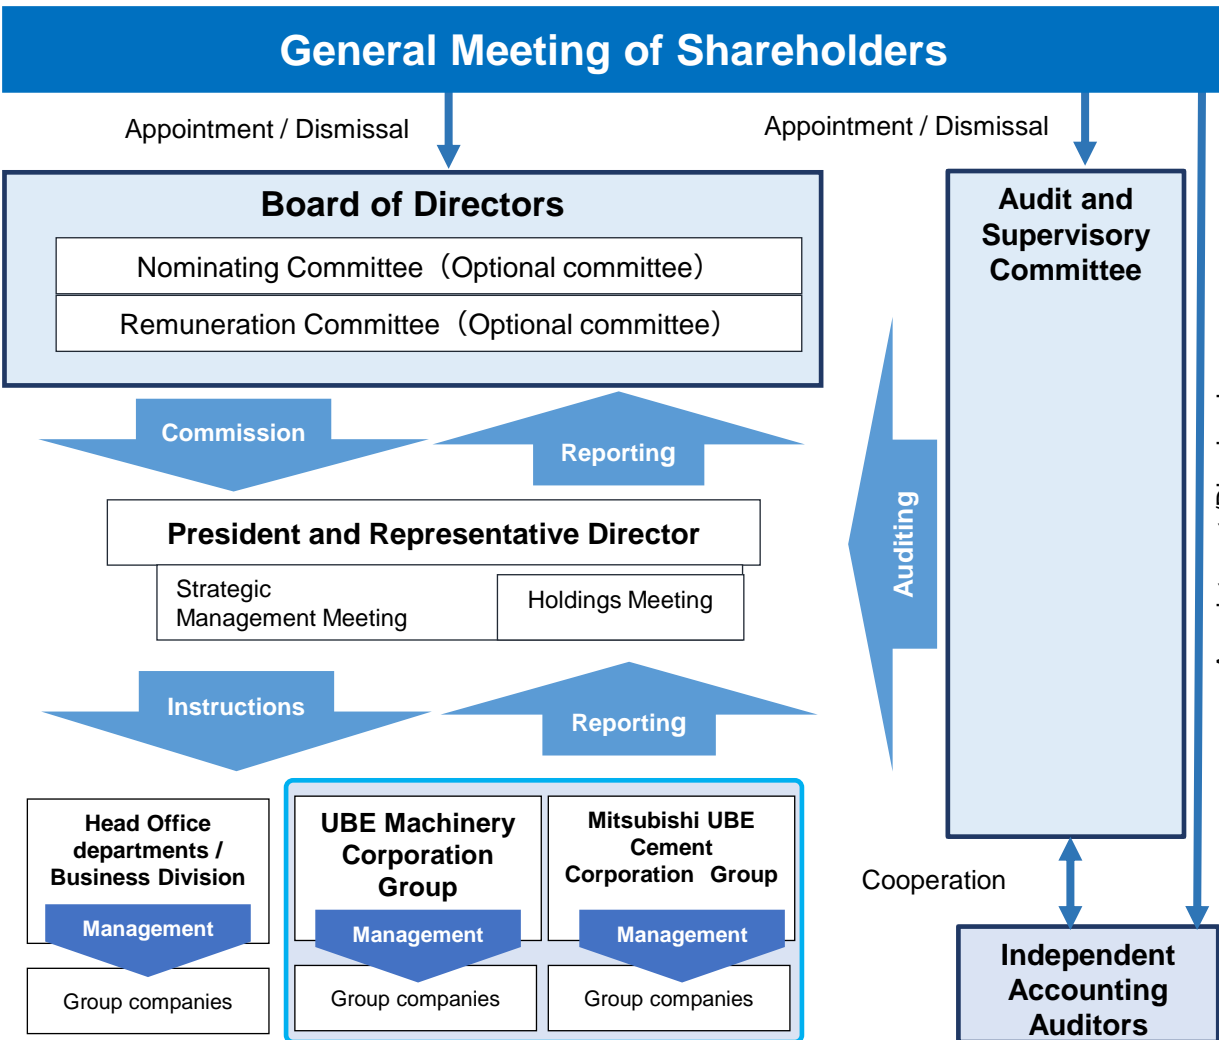 General Meeting of Shareholders
Appointment / Dismissal
Appointment / Dismissal
Board of Directors
Nominating Committee（Optional committee）
Remuneration Committee（Optional committee）
Audit and
Supervisory
Committee
Commission
Reporting
Auditing
President and Representative Director
Strategic
Management Meeting
Holdings Meeting
Instructions
Reporting
Head Office
departments /
Business Division
Management
Group companies
UBE Machinery
Corporation
Group
Management
Group companies
Mitsubishi UBE
Cement
Corporation Group
Management
Group companies
Cooperation
Independent
Accounting
Auditors